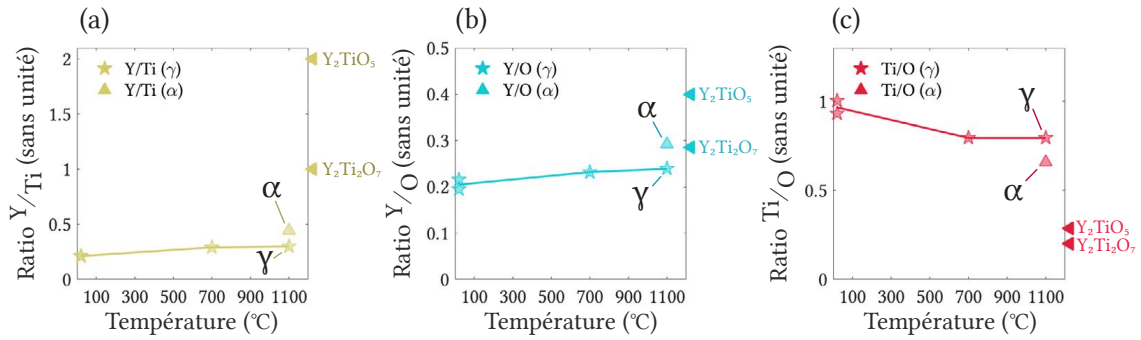 (a)
Ratio Y/Ti (sans unité)
2
1.5
1
0.5
0
Y/Ti (γ)
Y/Ti (α)
α
γ
Y₂TiO₅
Y₂Ti₂O₇
100 300 500 700 900 1100
Température (℃)
(b)
Ratio Y/O (sans unité)
0.5
0.4
0.3
0.2
0.1
0
Y/O (γ)
Y/O (α)
α
γ
Y₂TiO₅
Y₂Ti₂O₇
100 300 500 700 900 1100
Température (℃)
(c)
Ratio Ti/O (sans unité)
1
0.5
0
Ti/O (γ)
Ti/O (α)
γ
α
Y₂TiO₅
Y₂Ti₂O₇
100 300 500 700 900 1100
Température (℃)